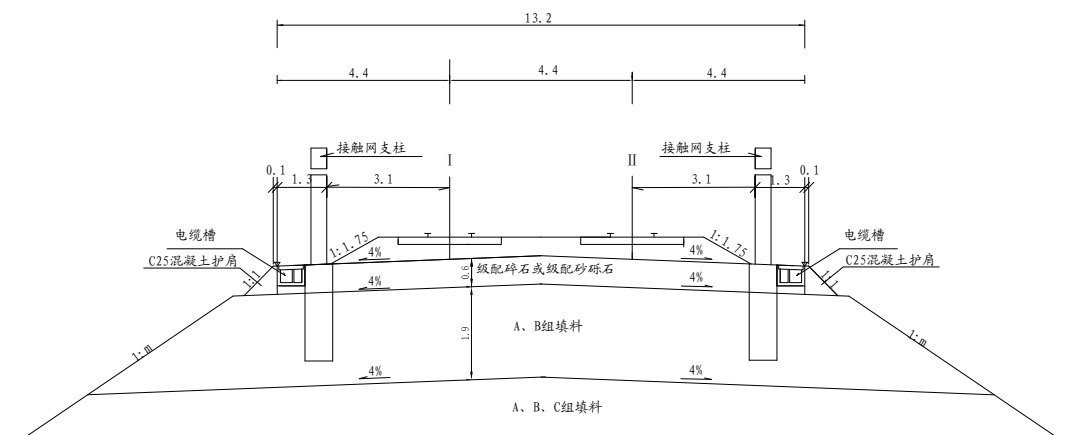 13.2
4.4 4.4 4.4
接触网支柱 Ⅰ Ⅱ 接触网支柱
0.1 1.3 3.1 3.1 1.3 0.1
电缆槽 1:1.75 1:1.75 电缆槽
C25混凝土护肩 4% 4% C25混凝土护肩
1:1 0.6 级配碎石或级配砂砾石 1:1
4% 4%
1:m 1.9 A、B组填料 1:m
4% 4%
A、B、C组填料